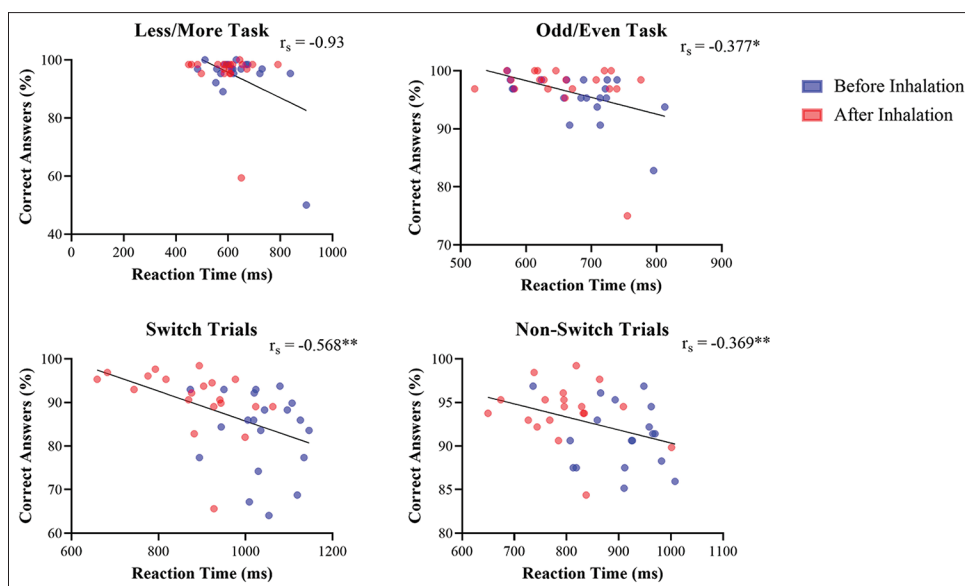 Less/More Task
rs = -0.93
100
80
60
40
0
200
400
600
800
1000
Correct Answers (%)
Reaction Time (ms)
Odd/Even Task
rs = -0.377*
100
90
80
70
500
600
700
800
900
Correct Answers (%)
Reaction Time (ms)
Before Inhalation
After Inhalation
Switch Trials
rs = -0.568**
100
90
80
70
60
600
800
1000
1200
Correct Answers (%)
Reaction Time (ms)
Non-Switch Trials
rs = -0.369**
100
95
90
85
80
600
700
800
900
1000
1100
Correct Answers (%)
Reaction Time (ms)